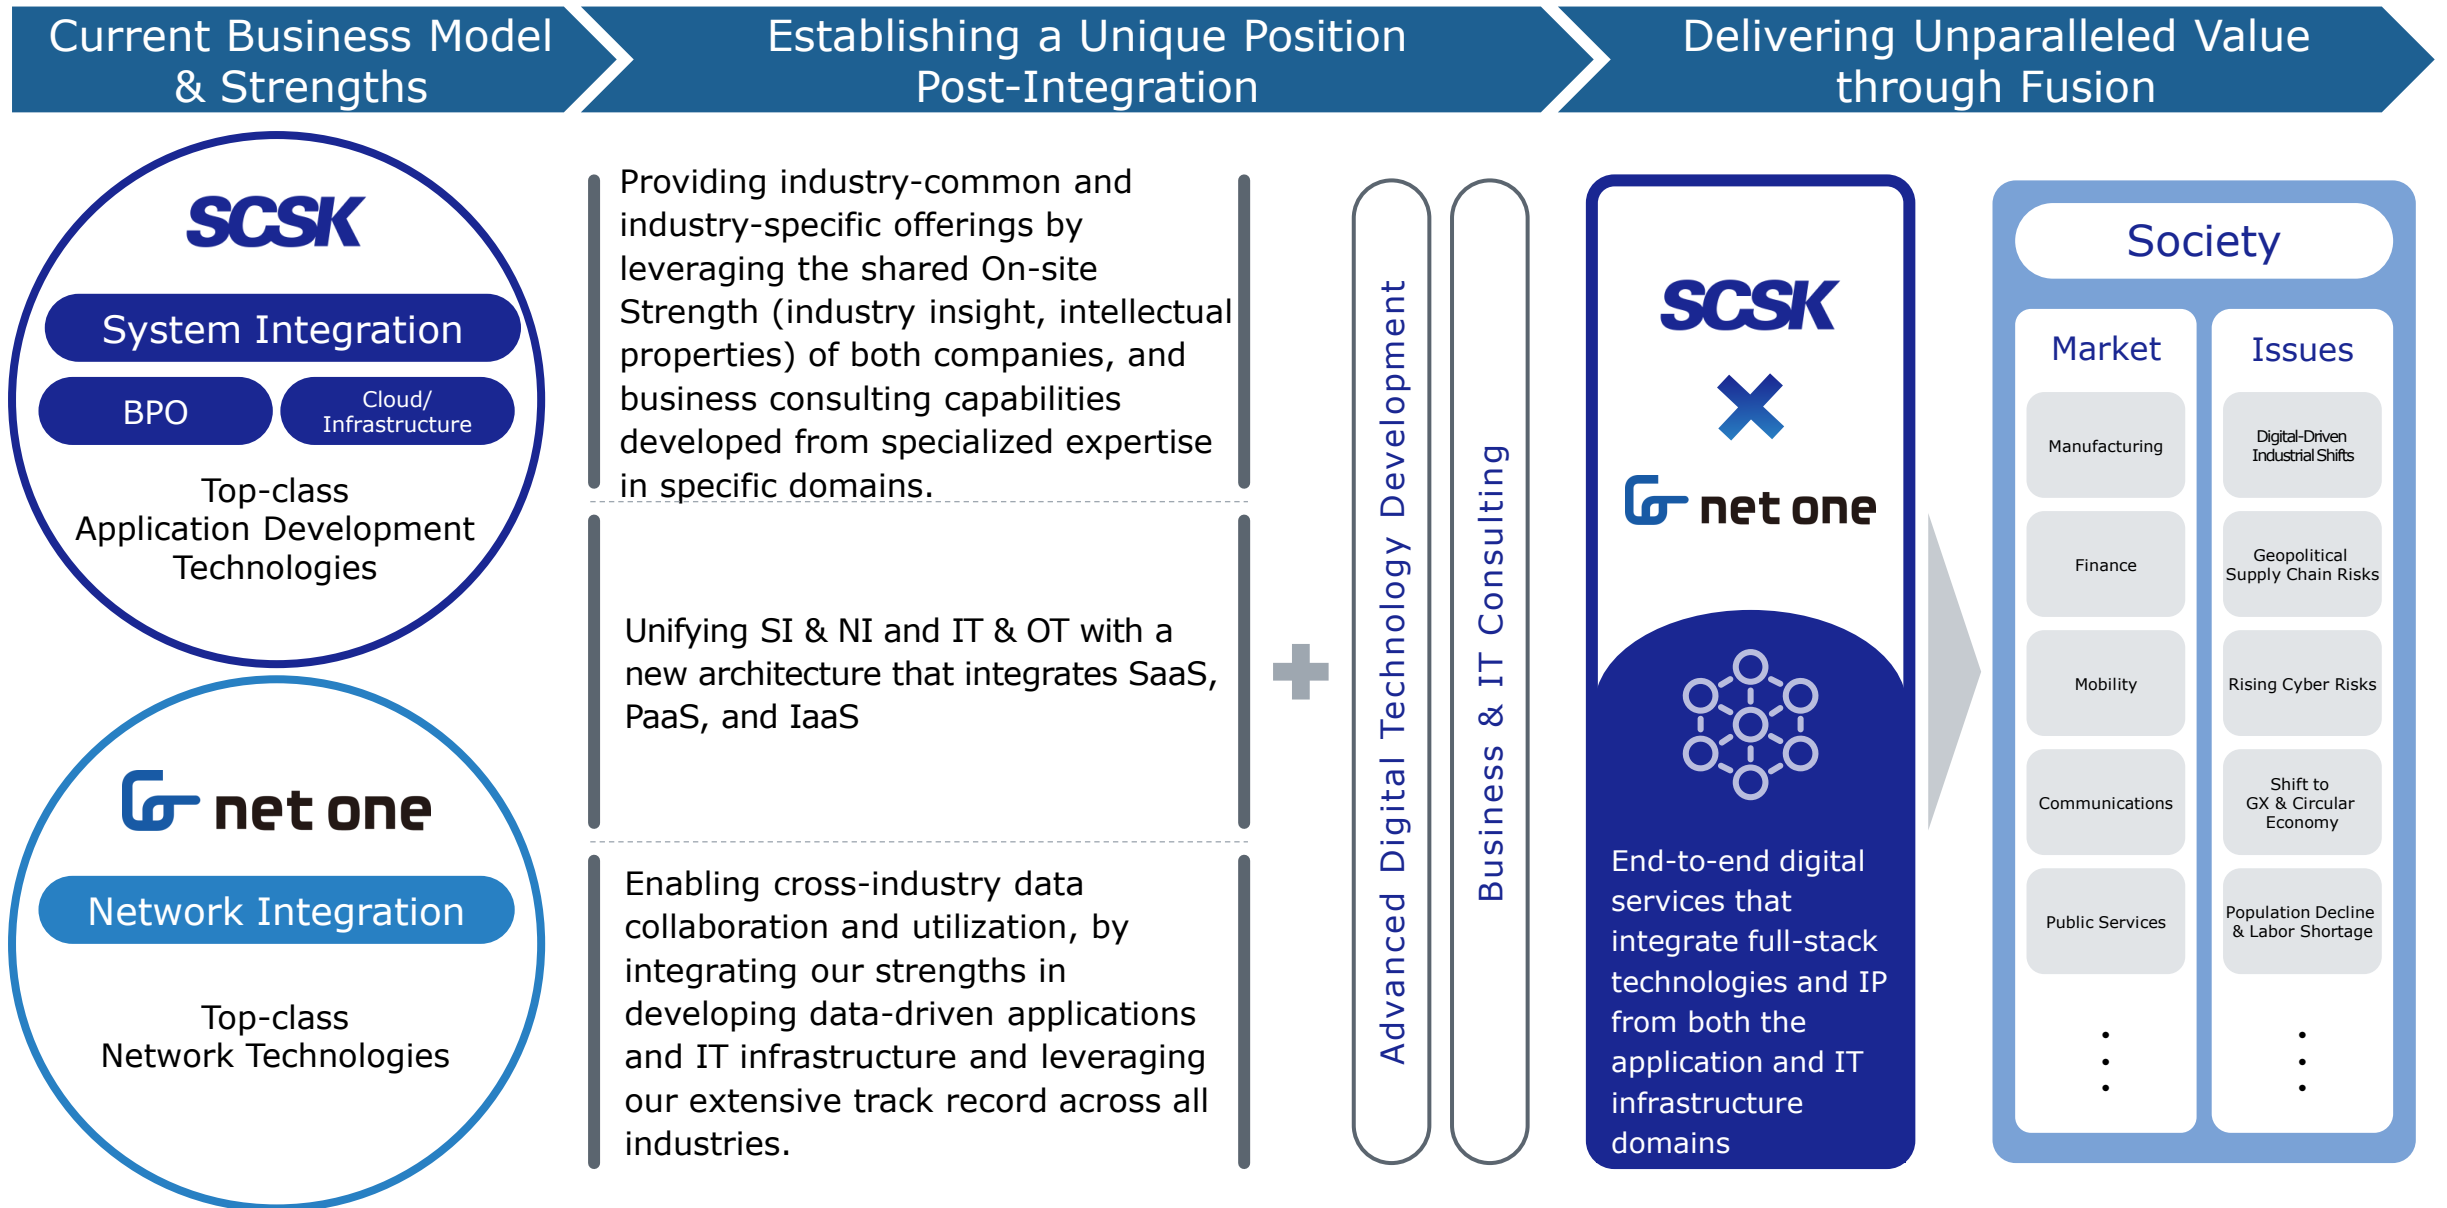 Current Business Model
& Strengths
Establishing a Unique Position
Post-Integration
Delivering Unparalleled Value
through Fusion
SCSK
System Integration
BPO
Cloud/
Infrastructure
Top-class
Application Development
Technologies
net one
Network Integration
Top-class
Network Technologies
Providing industry-common and
industry-specific offerings by
leveraging the shared On-site
Strength (industry insight, intellectual
properties) of both companies, and
business consulting capabilities
developed from specialized expertise
in specific domains.
Unifying SI & NI and IT & OT with a
new architecture that integrates SaaS,
PaaS, and IaaS
Enabling cross-industry data
collaboration and utilization, by
integrating our strengths in
developing data-driven applications
and IT infrastructure and leveraging
our extensive track record across all
industries.
Advanced Digital Technology Development
Business & IT Consulting
SCSK
net one
End-to-end digital
services that
integrate full-stack
technologies and IP
from both the
application and IT
infrastructure
domains
Society
Market
Manufacturing
Finance
Mobility
Communications
Public Services
Issues
Digital-Driven
Industrial Shifts
Geopolitical
Supply Chain Risks
Rising Cyber Risks
Shift to
GX & Circular
Economy
Population Decline
& Labor Shortage